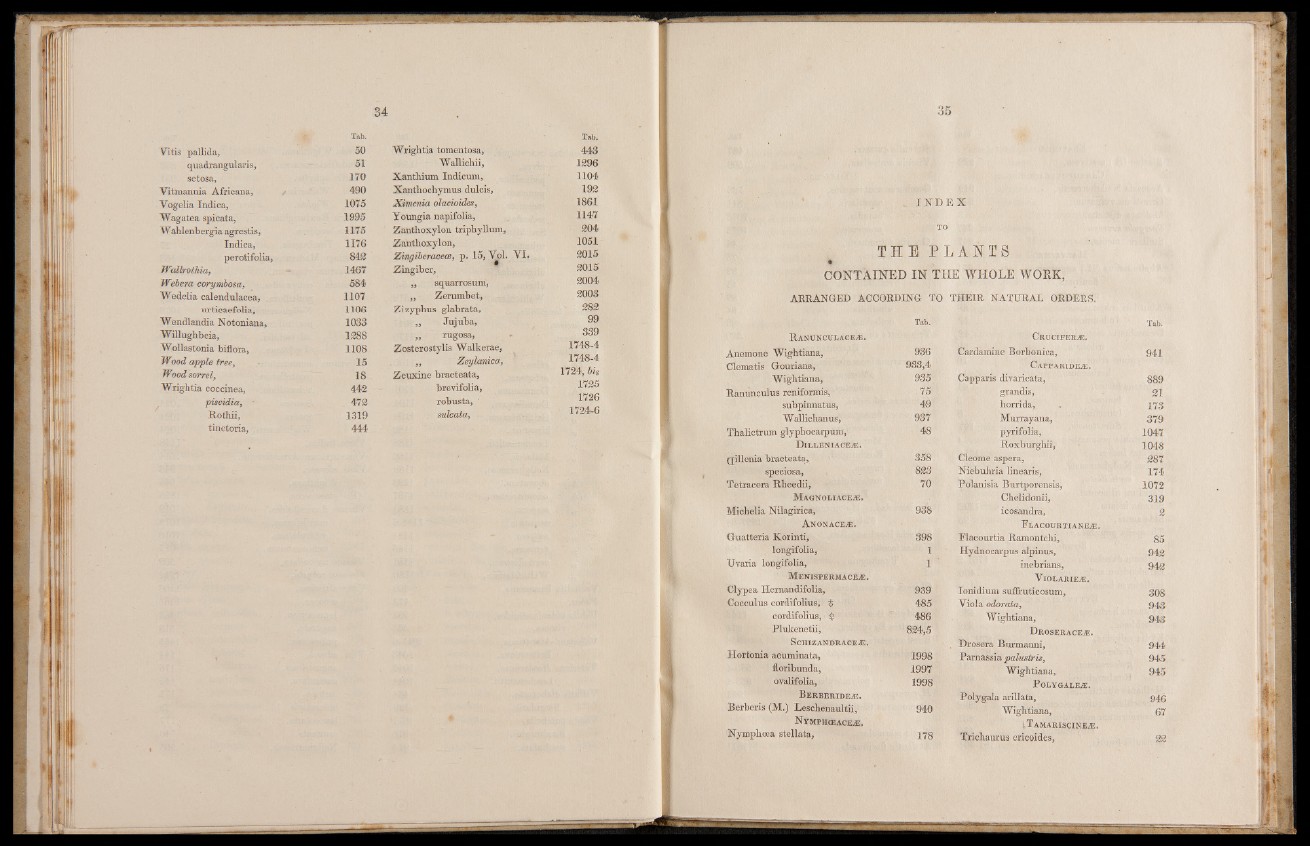 34
Tab.
Vitis pallida, 50
quadrangularis, 51
setosa, 170
Vitmannia Africana, 490
Vogelia Indica, 1075
Wagatea spicata, 1995
Wahlenbergia agrestis, 1175
Indica, 1176
perotifolia, 842
Wallrothia, 1467
Webera corymbosa, 584
Wedelia calendulacea, 1107
urticaefolia, 1106
Wendlandia Notoniana, 1033
Willughbeia, 1288
Wollastonia biflora, 1108
Wood apple tree, 15
Wood sorrel, 18
Wrightia coccinea, 442
piscidia, 472
Rothii, 1319
tinctoria, 444
Tab.
Wrightia tomentosa, 443
Wallichii, 1296
Xanthium Indicum, 1104
Xanthochymus dulcis, 192
Ximenia olacioides, 1861
Youngia napifolia, 1147
Zanthoxylon triphyllum, 204
Zanthoxylon, 1051
Zingiberaceæ, p. 15, Vol. VI. 2015
Zingiber, 2015
„ squarrosum, 2004
„ Zerumbet, 2003
Zizyphus glabrata, 282
„ Jujuba, 99
„ rugosa, 339
Zosterostylis Walkerae, 1748-4
„ Zeylanica, 1748-4
Zeuxine bracteata, 1724, bis
brevifolia, 1725
robusta, 1726
sulcata, 1724-6
35
INDEX
TO
THE PLANTS
CONTAINED IN THE WHOLE WORK,
ARRANGED ACCORDING TO THEIR NATURAL ORDERS.
Tab.
RANUNCULACEÆ.
Anemone Wightiana, 936
Clematis Gouriana, 933,4
Wightiana, 935
Ranunculus reniformis, 75
subpinnatus, 49
Wallichanus, 937
Thalictrum glyphocarpum, 48
DILLENIACEÆ.
illenia bracteata, 358
speciosa, 823
Tetracera Rheedii, 70
MAGNOLIACEÆ.
Michelia Nilagirica, 938
ANONACEÆ.
Guatteria Korinti, 398
longifolia, 1
Uvaria longifolia, 1
MENISPERMACEÆ.
Clypea Hernandifolia, 939
Cocculus cordifolius, 485
cordifolius, 486
Plukenetii, 824,5
SCHIZANDRACEÆ.
Hortonia acuminata, 1998
floribunda, 1997
ovalifolia, 1998
BERBERIDEÆ.
Berberis (M.) Leschenaultii, 940
NYMPHŒACEÆ.
Nymphœa stellata, 178
Tab.
CRUCIFERÆ.
Cardamine Borbonica, 941
CAPPARIDEÆ.
Capparis divaricata, 889
grandis, 21
horrida, 173
Murrayana, 379
pyrifolia, 1047
Roxburghii, 1048
Cleome aspera, 287
Niebuhria linearis, 174
Polanisia Burtporensis, 1072
Chelidonii, 319
icosandra, 2
FLACOURTIANEÆ.
Flacourtia Ramontchi, 85
Hydnocarpus alpinus, 942
inebrians, 942
VIOLARIEÆ.
Ionidium suffruticosum, 308
Viola odorata, 943
Wightiana, 943
DROSERACEÆ.
Drosera Burmanni, 944
Parnassia palustris, 945
Wightiana, 945
POLYGALEÆ.
Polygala arillata, 946
Wightiana, 67
TAMARISCINEÆ.
Trichaurus ericoides, 22